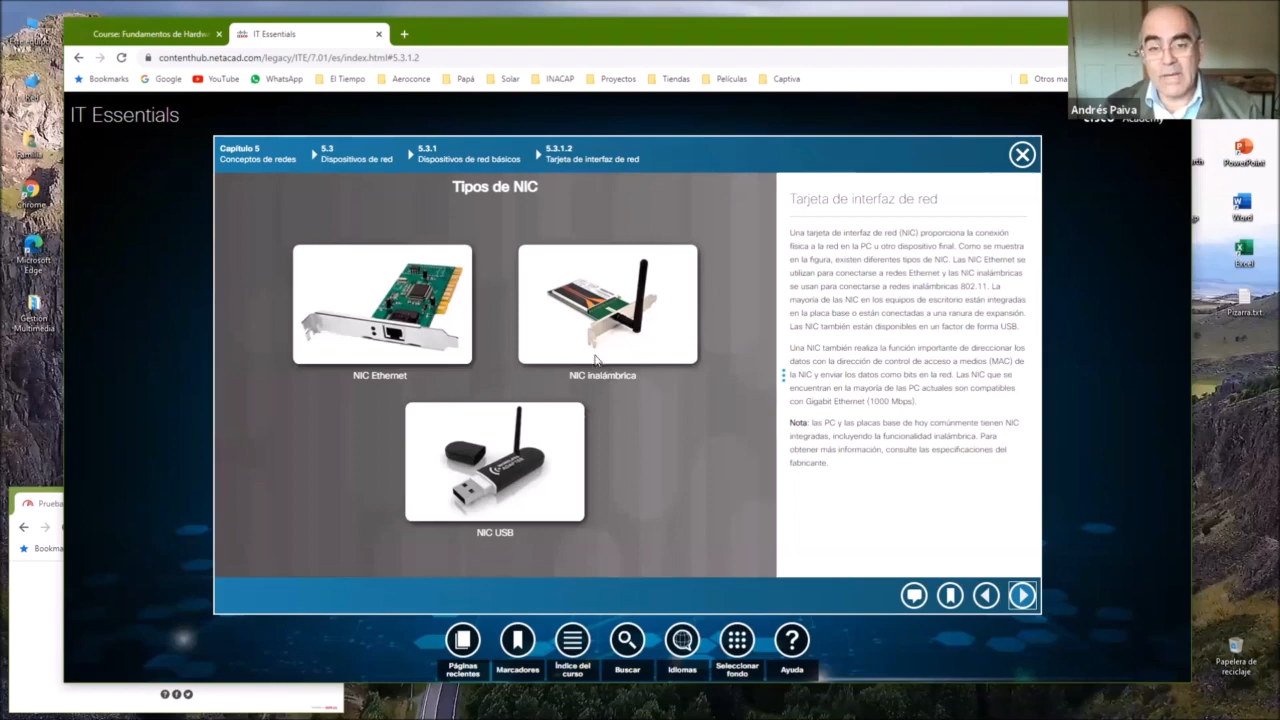 Course: Fundamentos de Hardw
IT Essentials
contenthub.netacad.com/legacy/ITE/7.01/es/index.html#5.3.1.2
Bookmarks Google YouTube WhatsApp El Tiempo Aeroconce Papá Solar INACAP Proyectos Tiendas Películas Captiva Otros ma
Andrés Paiva
IT Essentials
Academy
Capítulo 5
Conceptos de redes
5.3
Dispositivos de red
5.3.1
Dispositivos de red básicos
5.3.1.2
Tarjeta de interfaz de red
Tipos de NIC
NIC Ethernet
NIC inalámbrica
NIC USB
Tarjeta de interfaz de red
Una tarjeta de interfaz de red (NIC) proporciona la conexión
física a la red en la PC u otro dispositivo final. Como se muestra
en la figura, existen diferentes tipos de NIC. Las NIC Ethernet se
utilizan para conectarse a redes Ethernet y las NIC inalámbricas
se usan para conectarse a redes inalámbricas 802.11. La
mayoría de las NIC en los equipos de escritorio están integradas
en la placa base o están conectadas a una ranura de expansión.
Las NIC también están disponibles en un factor de forma USB.
Una NIC también realiza la función importante de direccionar los
datos con la dirección de control de acceso a medios (MAC) de
la NIC y enviar los datos como bits en la red. Las NIC que se
encuentran en la mayoría de las PC actuales son compatibles
con Gigabit Ethernet (1000 Mbps).
Nota: las PC y las placas base de hoy comúnmente tienen NIC
integradas, incluyendo la funcionalidad inalámbrica. Para
obtener más información, consulte las especificaciones del
fabricante.
Páginas
recientes
Marcadores
Índice del
curso
Buscar
Idiomas
Seleccionar
fondo
Ayuda
Red
Familia
Chrome
Microsoft
Edge
Gestión
Multimédia
Prueba
Bookma
PowerPoint
Word
Excel
Pizarra.txt
Papelera de
reciclaje